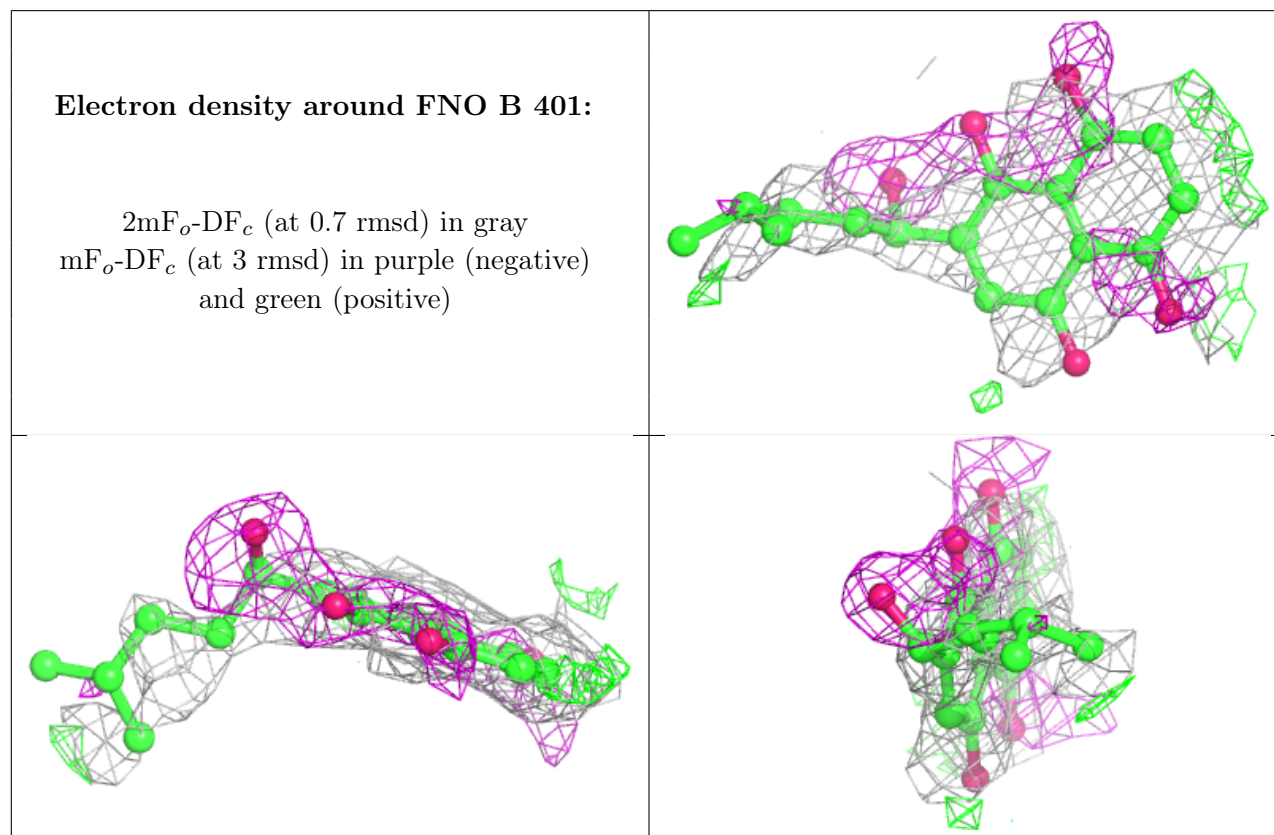 Electron density around FNO B 401:
2mFo-DFc (at 0.7 rmsd) in gray
mFo-DFc (at 3 rmsd) in purple (negative)
and green (positive)